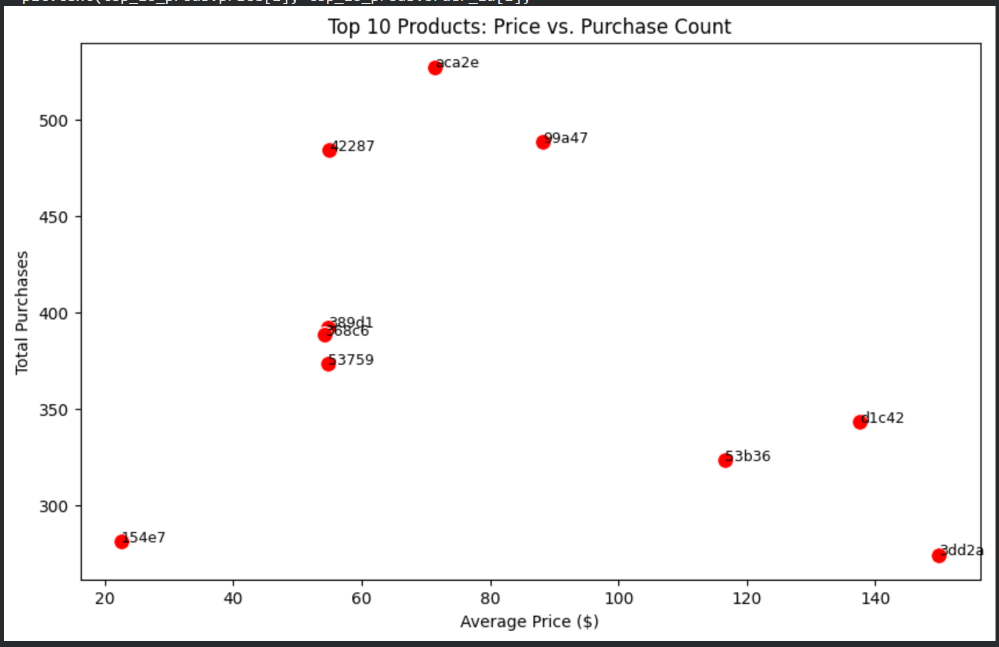 Top 10 Products: Price vs. Purchase Count
aca2e
500
99a47
42287
450
Total Purchases
400
389d1
368c6
53759
350
d1c42
53b36
300
154e7
3dd2a
20 40 60 80 100 120 140
Average Price ($)